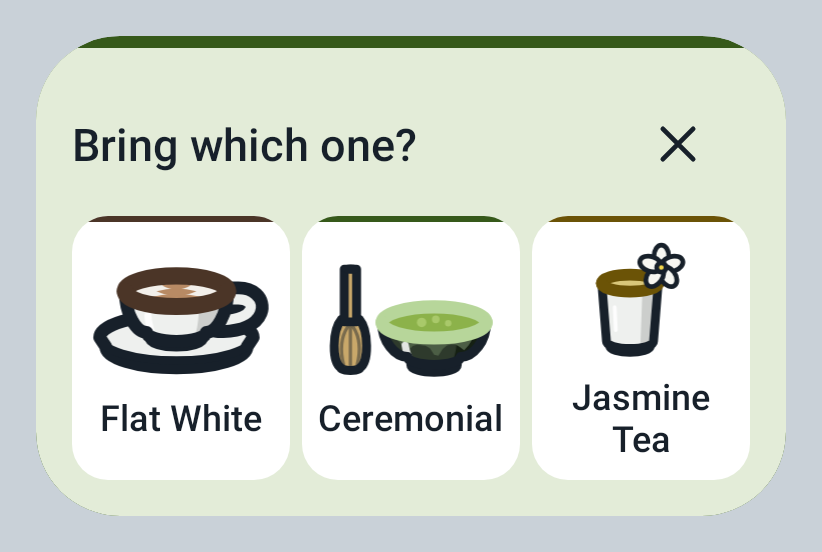 Bring which one?
Flat White
Ceremonial
Jasmine
Tea